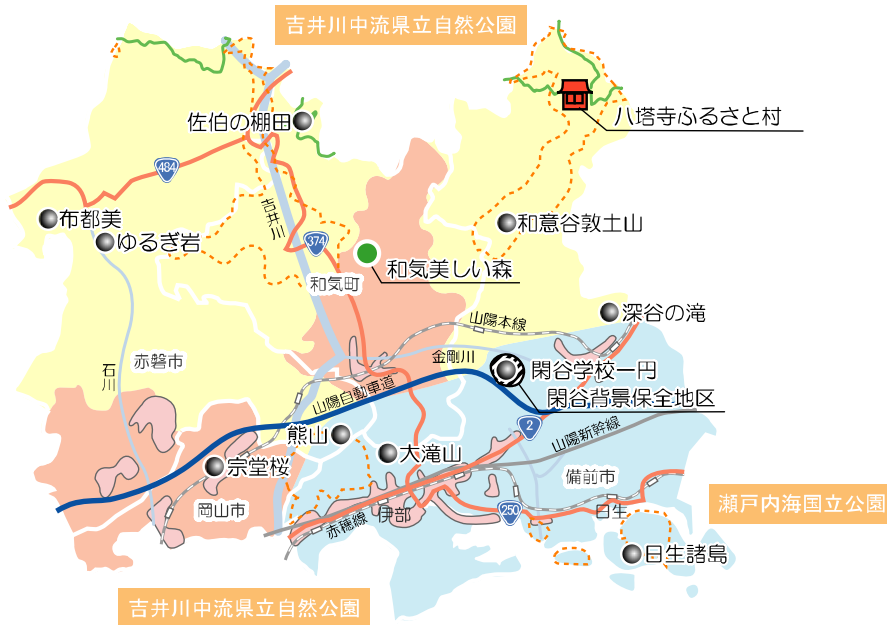 吉井川中流県立自然公園
八塔寺ふるさと村
佐伯の棚田
484
吉井川
布都美
ゆるぎ岩
和意谷敦土山
374
和気美しい森
和気町
深谷の滝
山陽本線
金剛川
赤磐市
石川
閑谷学校一円
閑谷背景保全地区
山陽自動車道
2
山陽新幹線
熊山
大滝山
宗堂桜
備前市
瀬戸内海国立公園
岡山市
赤穂線
伊部
250
日生
日生諸島
吉井川中流県立自然公園